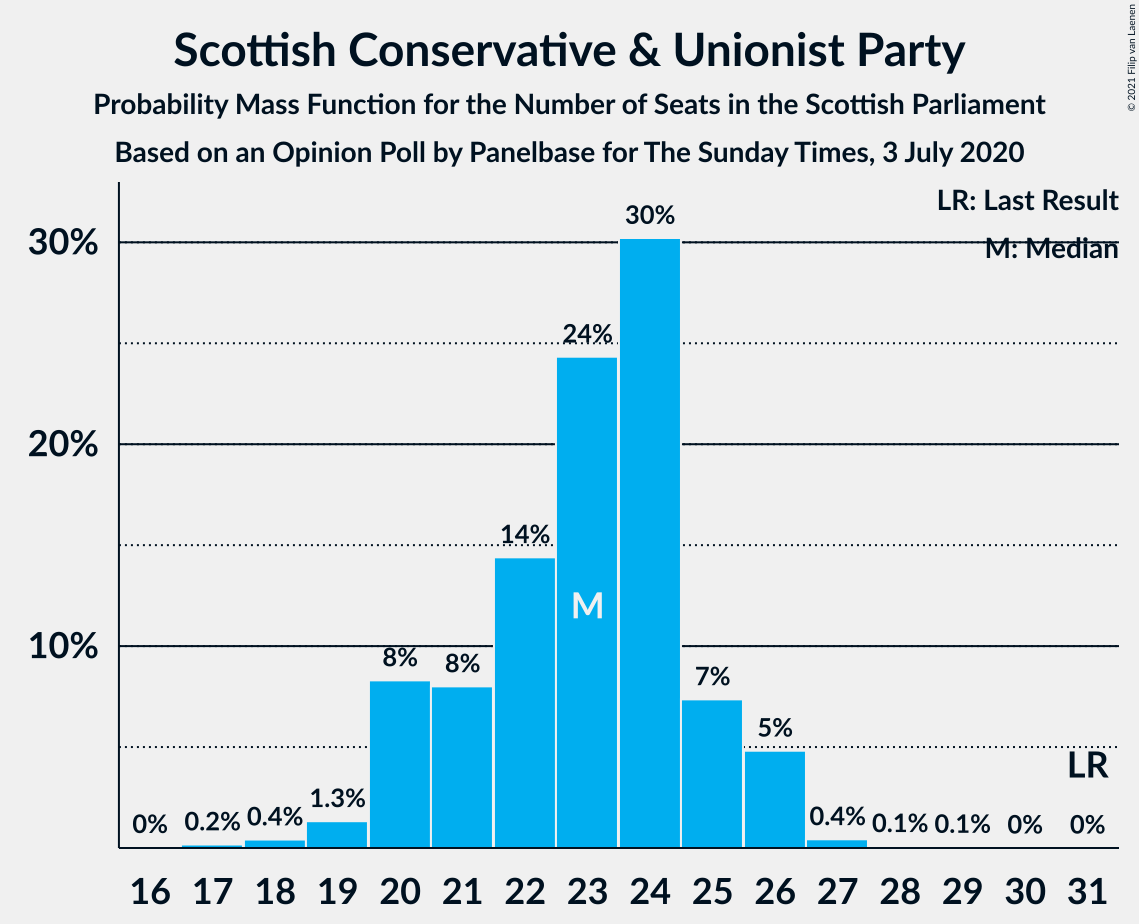 Scottish Conservative & Unionist Party
Probability Mass Function for the Number of Seats in the Scottish Parliament
Based on an Opinion Poll by Panelbase for The Sunday Times, 3 July 2020
© 2021 Filip van Laenen
LR: Last Result
M: Median
30%
20%
10%
0%
0.2%
0.4%
1.3%
8%
8%
14%
24%
30%
7%
5%
0.4%
0.1%
0.1%
0%
0%
M
LR
16 17 18 19 20 21 22 23 24 25 26 27 28 29 30 31